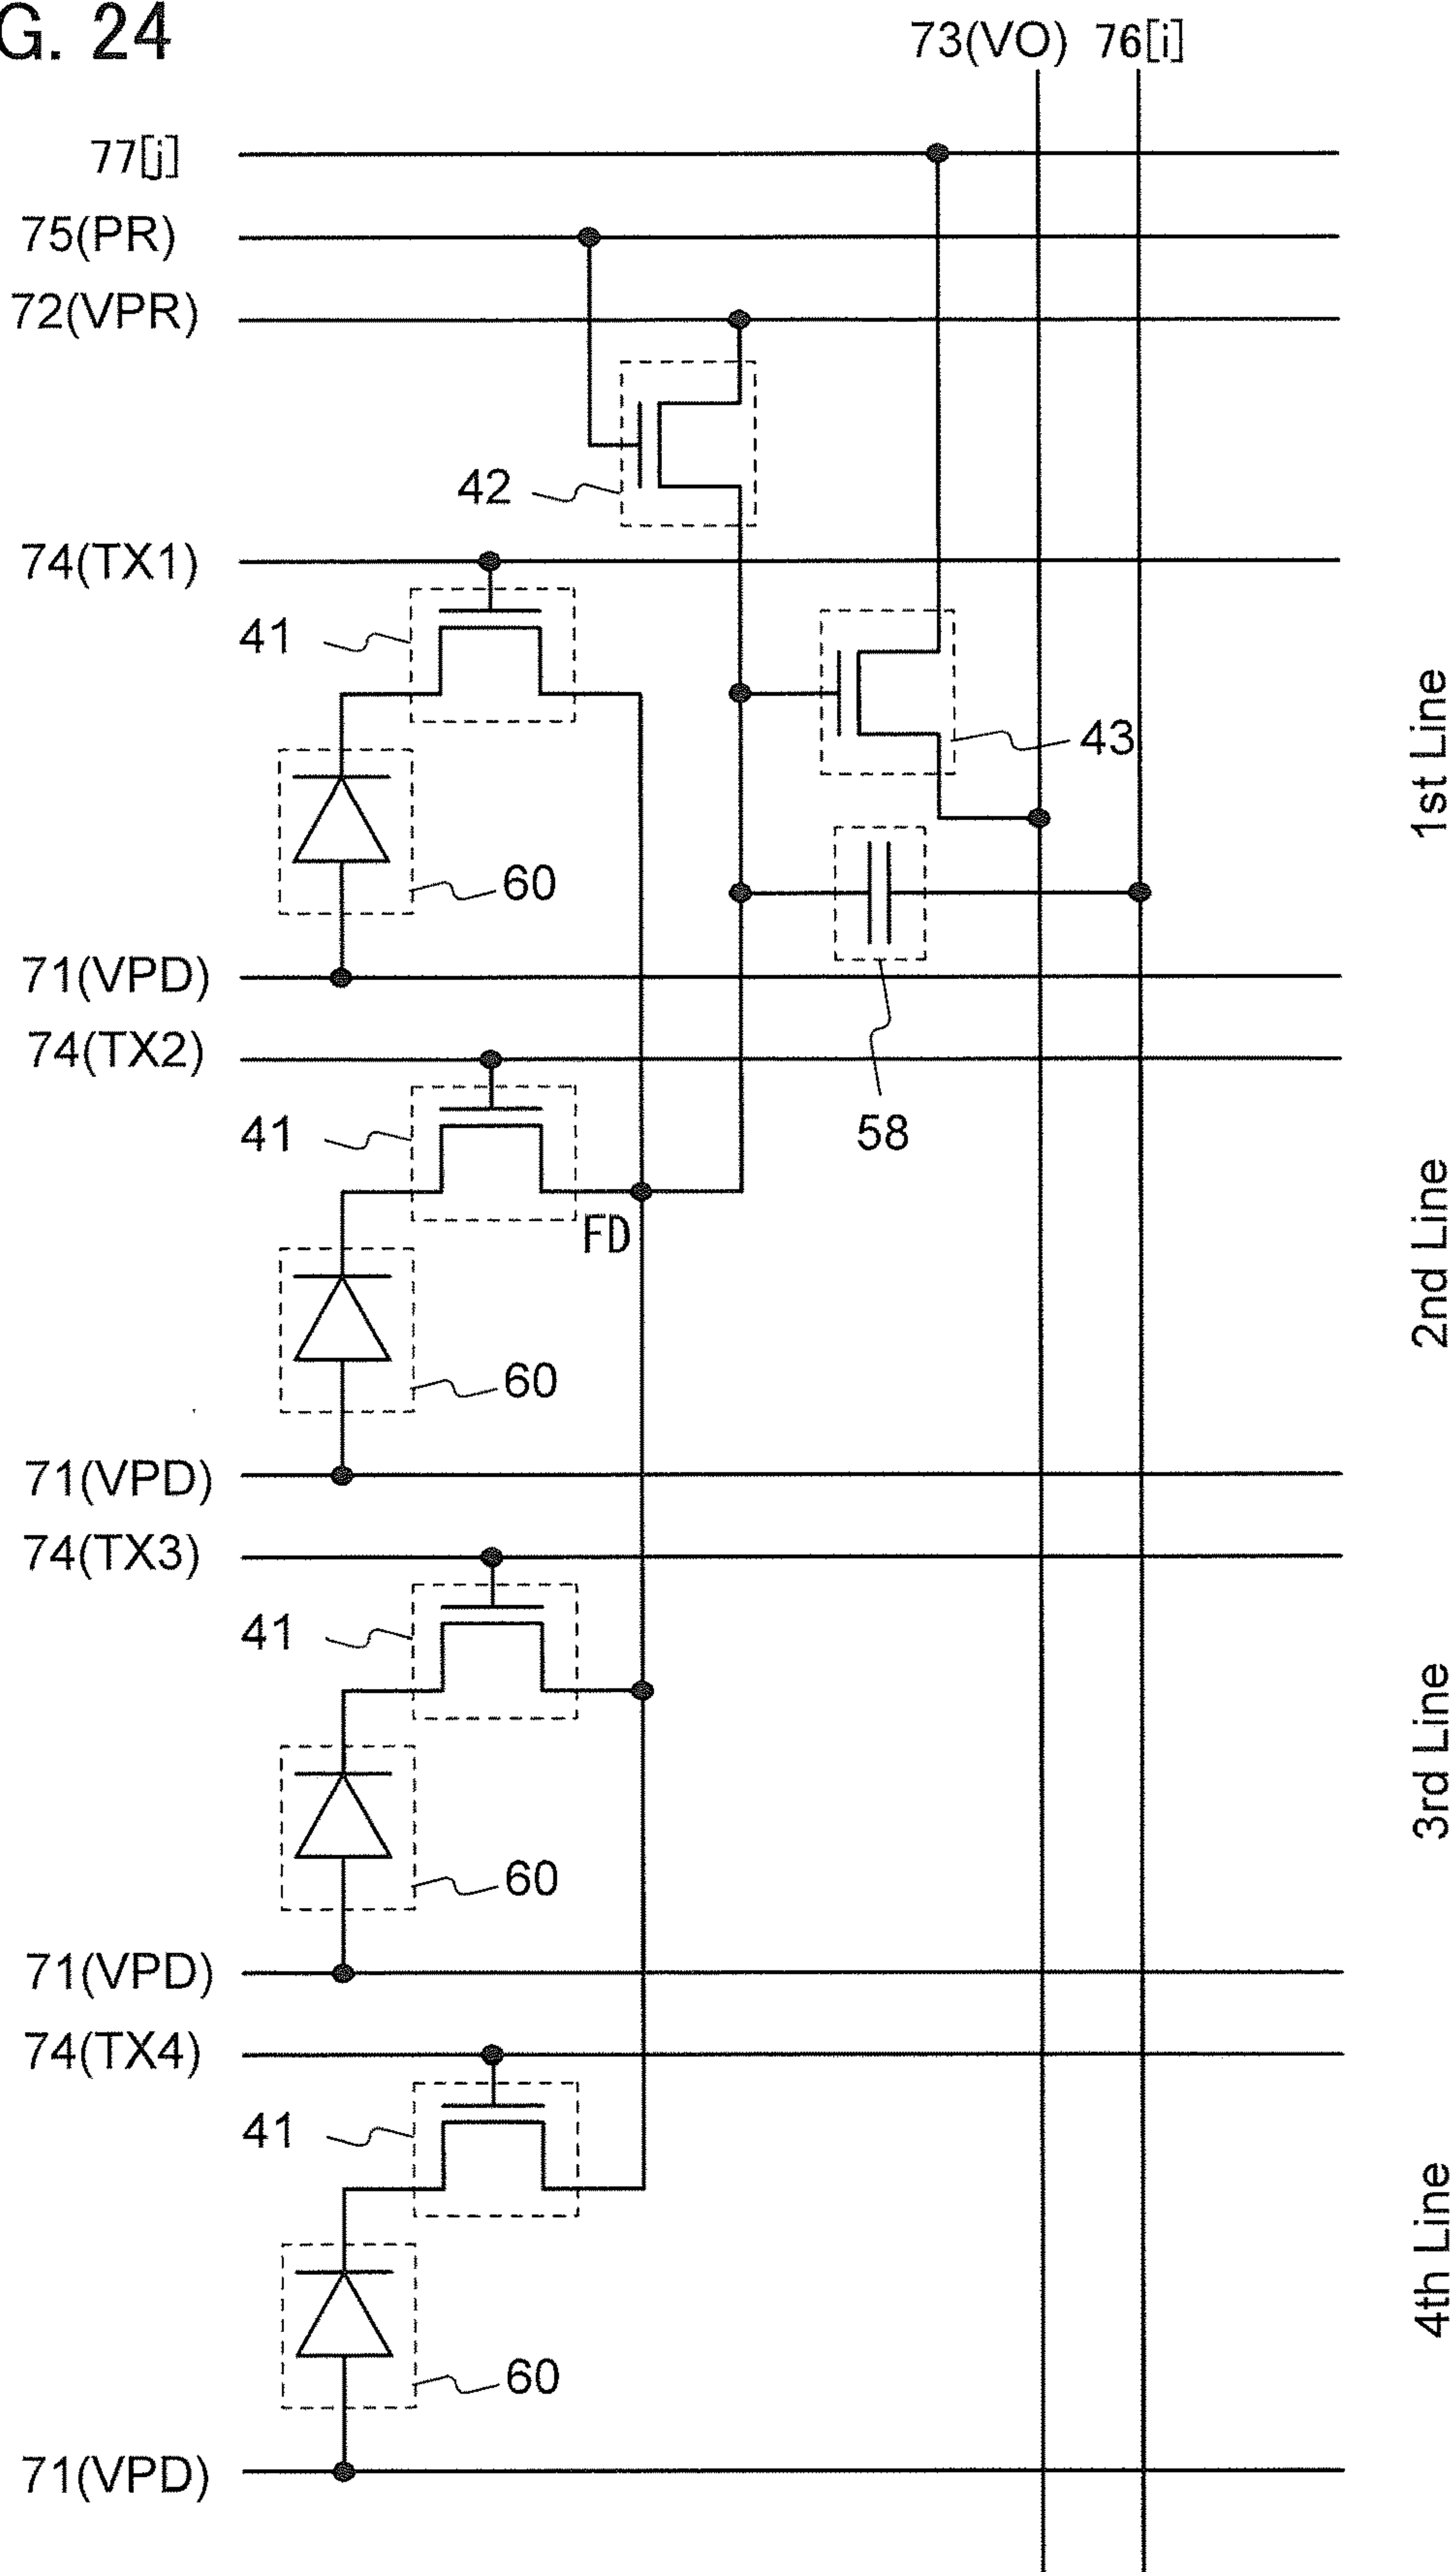 G. 24
73(VO) 76[i]
77[j]
75(PR)
72(VPR)
42
74(TX1)
41
43
60
71(VPD)
1st Line
74(TX2)
41
58
FD
60
71(VPD)
2nd Line
74(TX3)
41
60
71(VPD)
3rd Line
74(TX4)
41
60
71(VPD)
4th Line